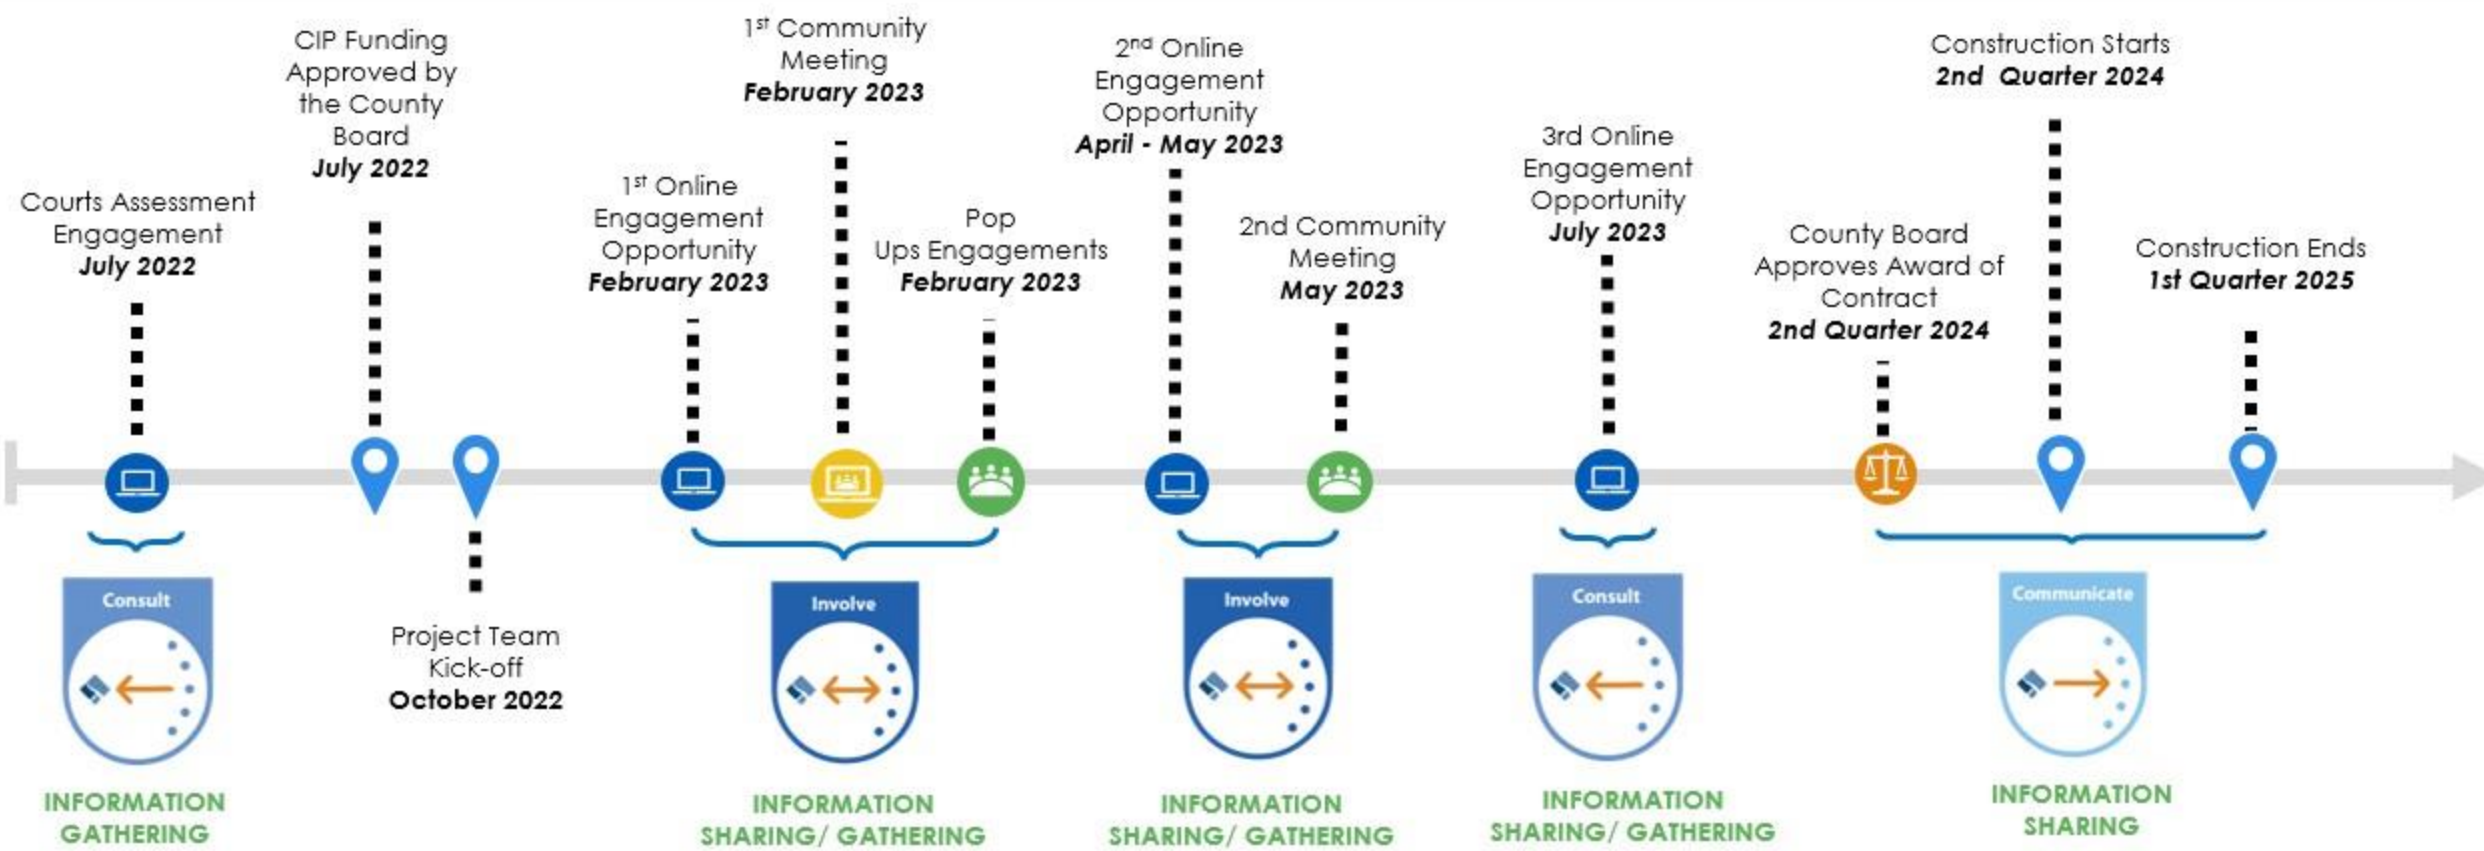 Courts Assessment
Engagement
July 2022
CIP Funding
Approved by
the County
Board
July 2022
Project Team
Kick-off
October 2022
1st Online
Engagement
Opportunity
February 2023
1st Community
Meeting
February 2023
Pop
Ups Engagements
February 2023
2nd Online
Engagement
Opportunity
April - May 2023
2nd Community
Meeting
May 2023
3rd Online
Engagement
Opportunity
July 2023
County Board
Approves Award of
Contract
2nd Quarter 2024
Construction Starts
2nd  Quarter 2024
Construction Ends
1st Quarter 2025
Consult
INFORMATION
GATHERING
Involve
INFORMATION
SHARING/ GATHERING
Involve
INFORMATION
SHARING/ GATHERING
Consult
INFORMATION
SHARING/ GATHERING
Communicate
INFORMATION
SHARING